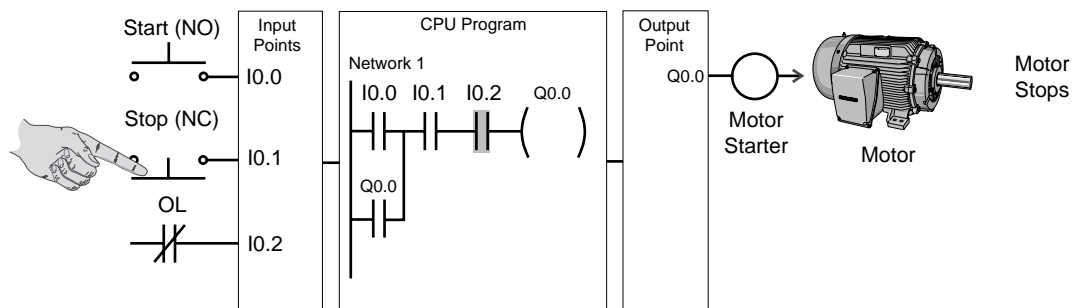 Start (NO)
I0.0
Stop (NC)
I0.1
OL
I0.2
Input
Points
CPU Program
Network 1
I0.0 I0.1 I0.2 Q0.0
Q0.0
Output
Point
Q0.0
Motor
Starter
Motor
Motor
Stops